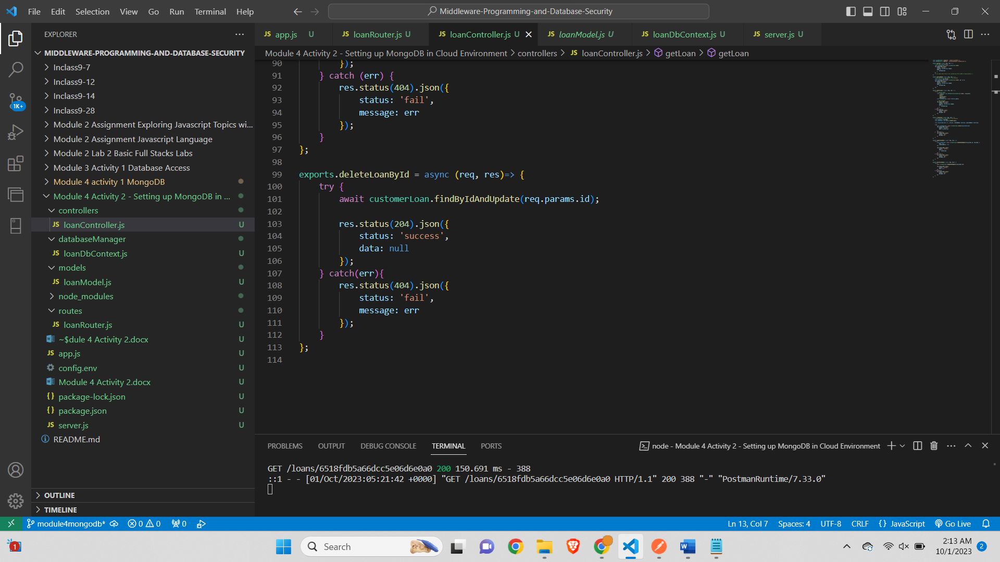 File Edit Selection View Go Run Terminal Help
Middleware-Programming-and-Database-Security
EXPLORER
MIDDLEWARE-PROGRAMMING-AND-DATABASE-SECURITY
Inclass9-7
Inclass9-12
Inclass9-14
Inclass9-28
Module 2 Assignment Exploring Javascript Topics wi...
Module 2 Assignment Javascript Language
Module 2 Lab 2 Basic Full Stacks Labs
Module 3 Activity 1 Database Access
Module 4 activity 1 MongoDB
Module 4 Activity 2 - Setting up MongoDB in ...
controllers
JS loanController.js U
databaseManager
JS loanDbContext.js U
models
JS loanModel.js U
node_modules
routes
JS loanRouter.js U
~$dule 4 Activity 2.docx U
JS app.js U
config.env U
Module 4 Activity 2.docx U
{} package-lock.json U
{} package.json U
JS server.js U
README.md
OUTLINE
TIMELINE
1K+
JS app.js U JS loanRouter.js U JS loanController.js U JS loanModel.js U JS loanDbContext.js U JS server.js U
Module 4 Activity 2 - Setting up MongoDB in Cloud Environment > controllers > JS loanController.js > getLoan > getLoan
90 });
91 } catch (err) {
92 res.status(404).json({
93 status: 'fail',
94 message: err
95 });
96 }
97 };
98
99 exports.deleteLoanById = async (req, res)=> {
100 try {
101 await customerLoan.findByIdAndUpdate(req.params.id);
102
103 res.status(204).json({
104 status: 'success',
105 data: null
106 });
107 } catch(err){
108 res.status(404).json({
109 status: 'fail',
110 message: err
111 });
112 }
113 };
114
PROBLEMS OUTPUT DEBUG CONSOLE TERMINAL PORTS
node - Module 4 Activity 2 - Setting up MongoDB in Cloud Environment
GET /loans/6518fdb5a66dcc5e06d6e0a0 200 150.691 ms - 388
::1 - - [01/Oct/2023:05:21:42 +0000] "GET /loans/6518fdb5a66dcc5e06d6e0a0 HTTP/1.1" 200 388 "-" "PostmanRuntime/7.33.0"
module4mongodb* 0 0 0
Ln 13, Col 7 Spaces: 4 UTF-8 CRLF {} JavaScript Go Live
1
Search
W
2:13 AM
10/1/2023
2